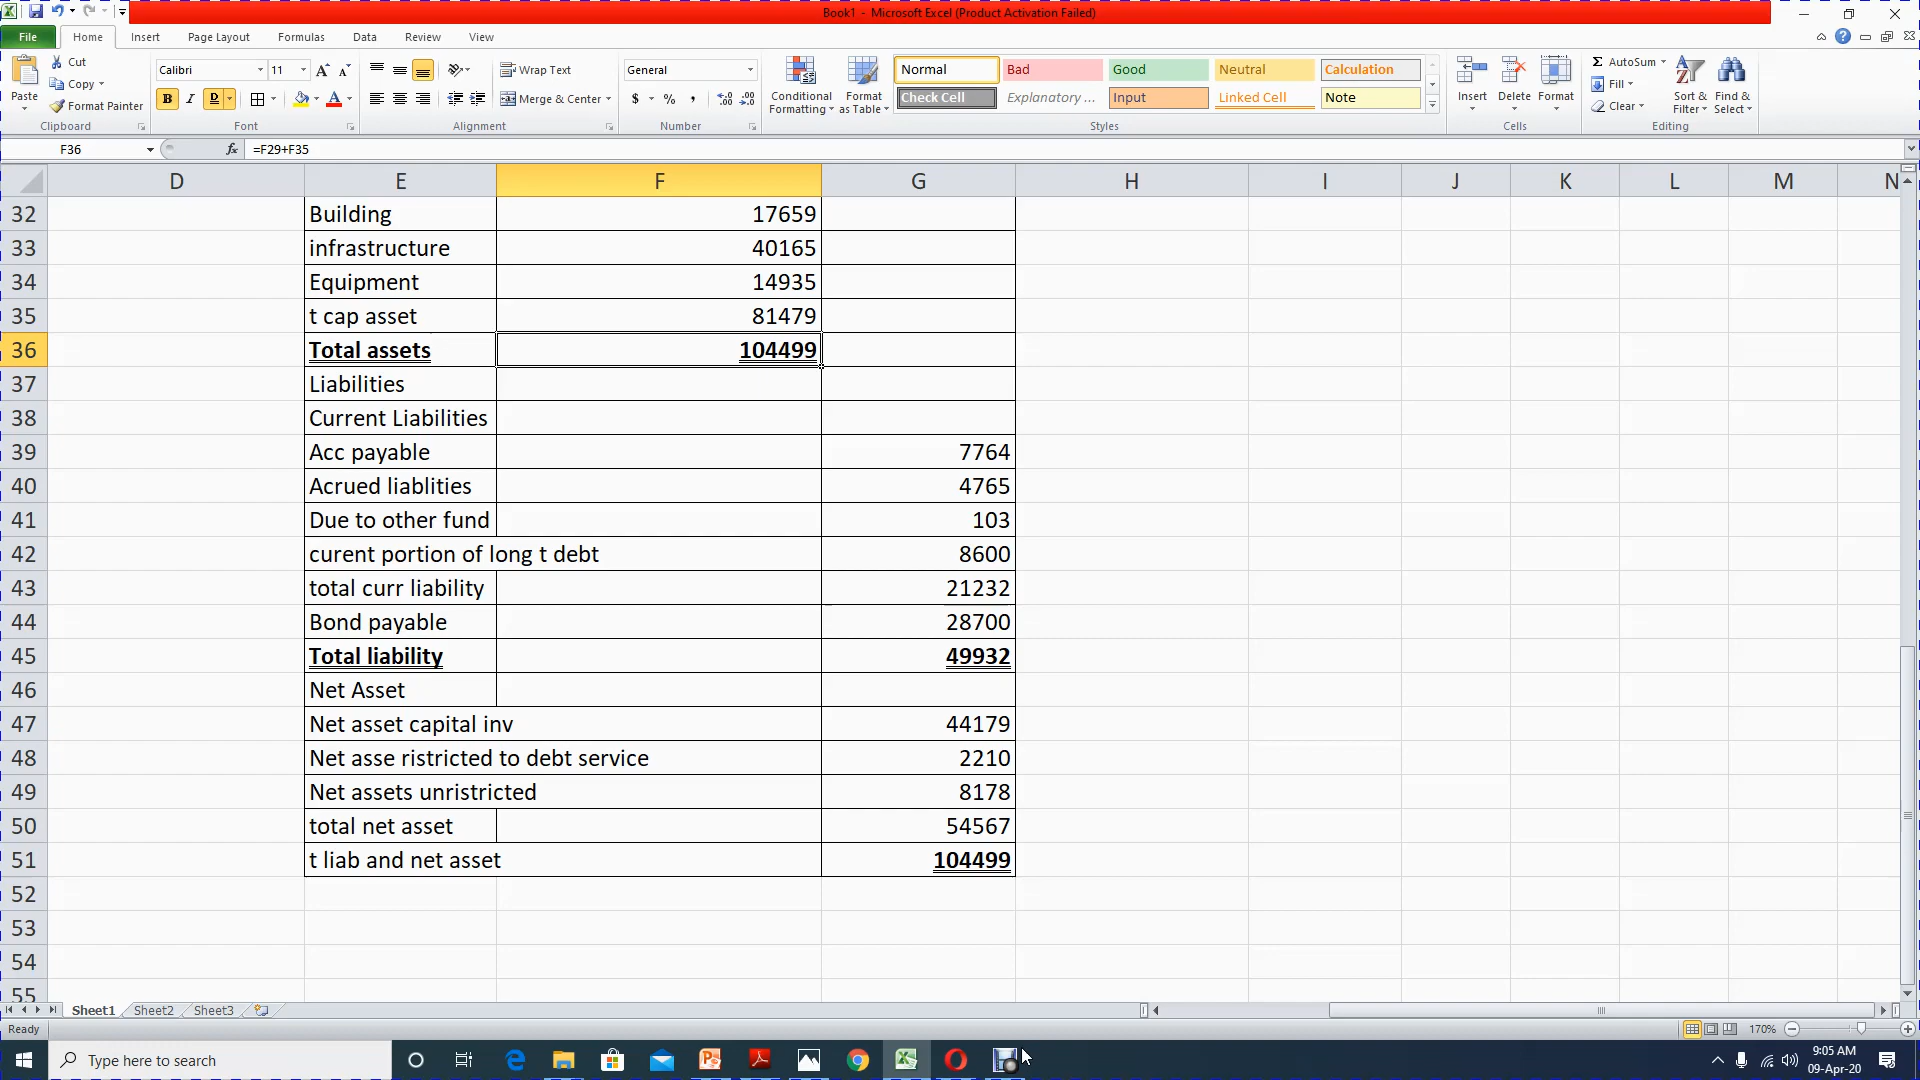 Book1 - Microsoft Excel (Product Activation Failed)
File Home Insert Page Layout Formulas Data Review View
Paste
Cut
Copy
Format Painter
Clipboard
Calibri 11
B I D
Font
Wrap Text
Merge & Center
Alignment
General
$ % ,
Number
Conditional Formatting
Format as Table
Normal Bad Good Neutral Calculation
Check Cell Explanatory ... Input Linked Cell Note
Styles
Insert Delete Format
Cells
Σ AutoSum
Fill
Clear
Sort & Filter
Find & Select
Editing
F36 fx =F29+F35
D E F G H I J K L M N
32 Building 17659
33 infrastructure 40165
34 Equipment 14935
35 t cap asset 81479
36 Total assets 104499
37 Liabilities
38 Current Liabilities
39 Acc payable 7764
40 Acrued liablities 4765
41 Due to other fund 103
42 curent portion of long t debt 8600
43 total curr liability 21232
44 Bond payable 28700
45 Total liability 49932
46 Net Asset
47 Net asset capital inv 44179
48 Net asse ristricted to debt service 2210
49 Net assets unristricted 8178
50 total net asset 54567
51 t liab and net asset 104499
52
53
54
55
Sheet1 Sheet2 Sheet3
Ready 170%
Type here to search
9:05 AM
09-Apr-20